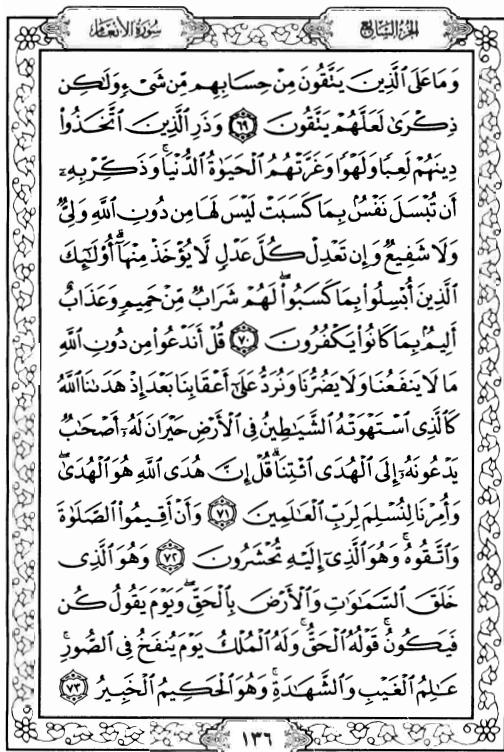 الجزء السابع
سورة الأنعام
وَمَا عَلَى ٱلَّذِينَ يَتَّقُونَ مِنْ حِسَابِهِم مِّن شَىْءٍ وَلَٰكِن
ذِكْرَىٰ لَعَلَّهُمْ يَتَّقُونَ ٦٩ وَذَرِ ٱلَّذِينَ ٱتَّخَذُوا۟
دِينَهُمْ لَعِبًا وَلَهْوًا وَغَرَّتْهُمُ ٱلْحَيَوٰةُ ٱلدُّنْيَا ۚ وَذَكِّرْ بِهِۦٓ
أَن تُبْسَلَ نَفْسٌۢ بِمَا كَسَبَتْ لَيْسَ لَهَا مِن دُونِ ٱللَّهِ وَلِىٌّ
وَلَا شَفِيعٌ وَإِن تَعْدِلْ كُلَّ عَدْلٍ لَّا يُؤْخَذْ مِنْهَآ ۗ أُو۟لَٰٓئِكَ
ٱلَّذِينَ أُبْسِلُوا۟ بِمَا كَسَبُوا۟ ۖ لَهُمْ شَرَابٌ مِّنْ حَمِيمٍ وَعَذَابٌ
أَلِيمٌۢ بِمَا كَانُوا۟ يَكْفُرُونَ ٧٠ قُلْ أَنَدْعُوا۟ مِن دُونِ ٱللَّهِ
مَا لَا يَنفَعُنَا وَلَا يَضُرُّنَا وَنُرَدُّ عَلَىٰٓ أَعْقَابِنَا بَعْدَ إِذْ هَدَىٰنَا ٱللَّهُ
كَٱلَّذِى ٱسْتَهْوَتْهُ ٱلشَّيَٰطِينُ فِى ٱلْأَرْضِ حَيْرَانَ لَهُۥٓ أَصْحَٰبٌ
يَدْعُونَهُۥٓ إِلَى ٱلْهُدَى ٱئْتِنَا ۗ قُلْ إِنَّ هُدَى ٱللَّهِ هُوَ ٱلْهُدَىٰ ۖ
وَأُمِرْنَا لِنُسْلِمَ لِرَبِّ ٱلْعَٰلَمِينَ ٧١ وَأَنْ أَقِيمُوا۟ ٱلصَّلَوٰةَ
وَٱتَّقُوهُ ۚ وَهُوَ ٱلَّذِىٓ إِلَيْهِ تُحْشَرُونَ ٧٢ وَهُوَ ٱلَّذِى
خَلَقَ ٱلسَّمَٰوَٰتِ وَٱلْأَرْضَ بِٱلْحَقِّ ۖ وَيَوْمَ يَقُولُ كُن
فَيَكُونُ ۚ قَوْلُهُ ٱلْحَقُّ ۚ وَلَهُ ٱلْمُلْكُ يَوْمَ يُنفَخُ فِى ٱلصُّورِ ۚ
عَٰلِمُ ٱلْغَيْبِ وَٱلشَّهَٰدَةِ ۚ وَهُوَ ٱلْحَكِيمُ ٱلْخَبِيرُ ٧٣
١٣٦